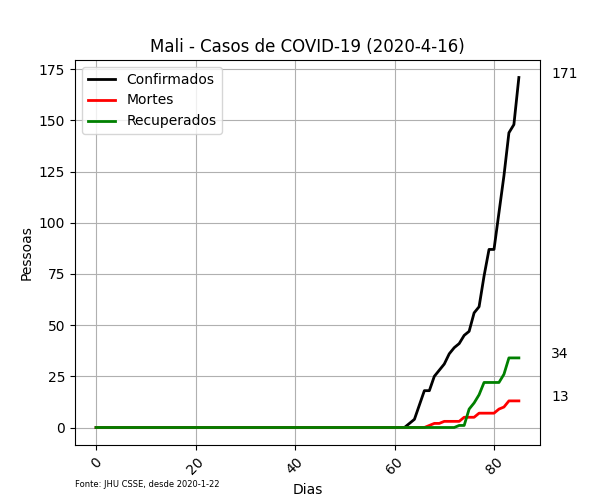 Mali - Casos de COVID-19 (2020-4-16)
Confirmados
Mortes
Recuperados
171
34
13
175
150
125
100
75
50
25
0
Pessoas
0
20
40
60
80
Dias
Fonte: JHU CSSE, desde 2020-1-22